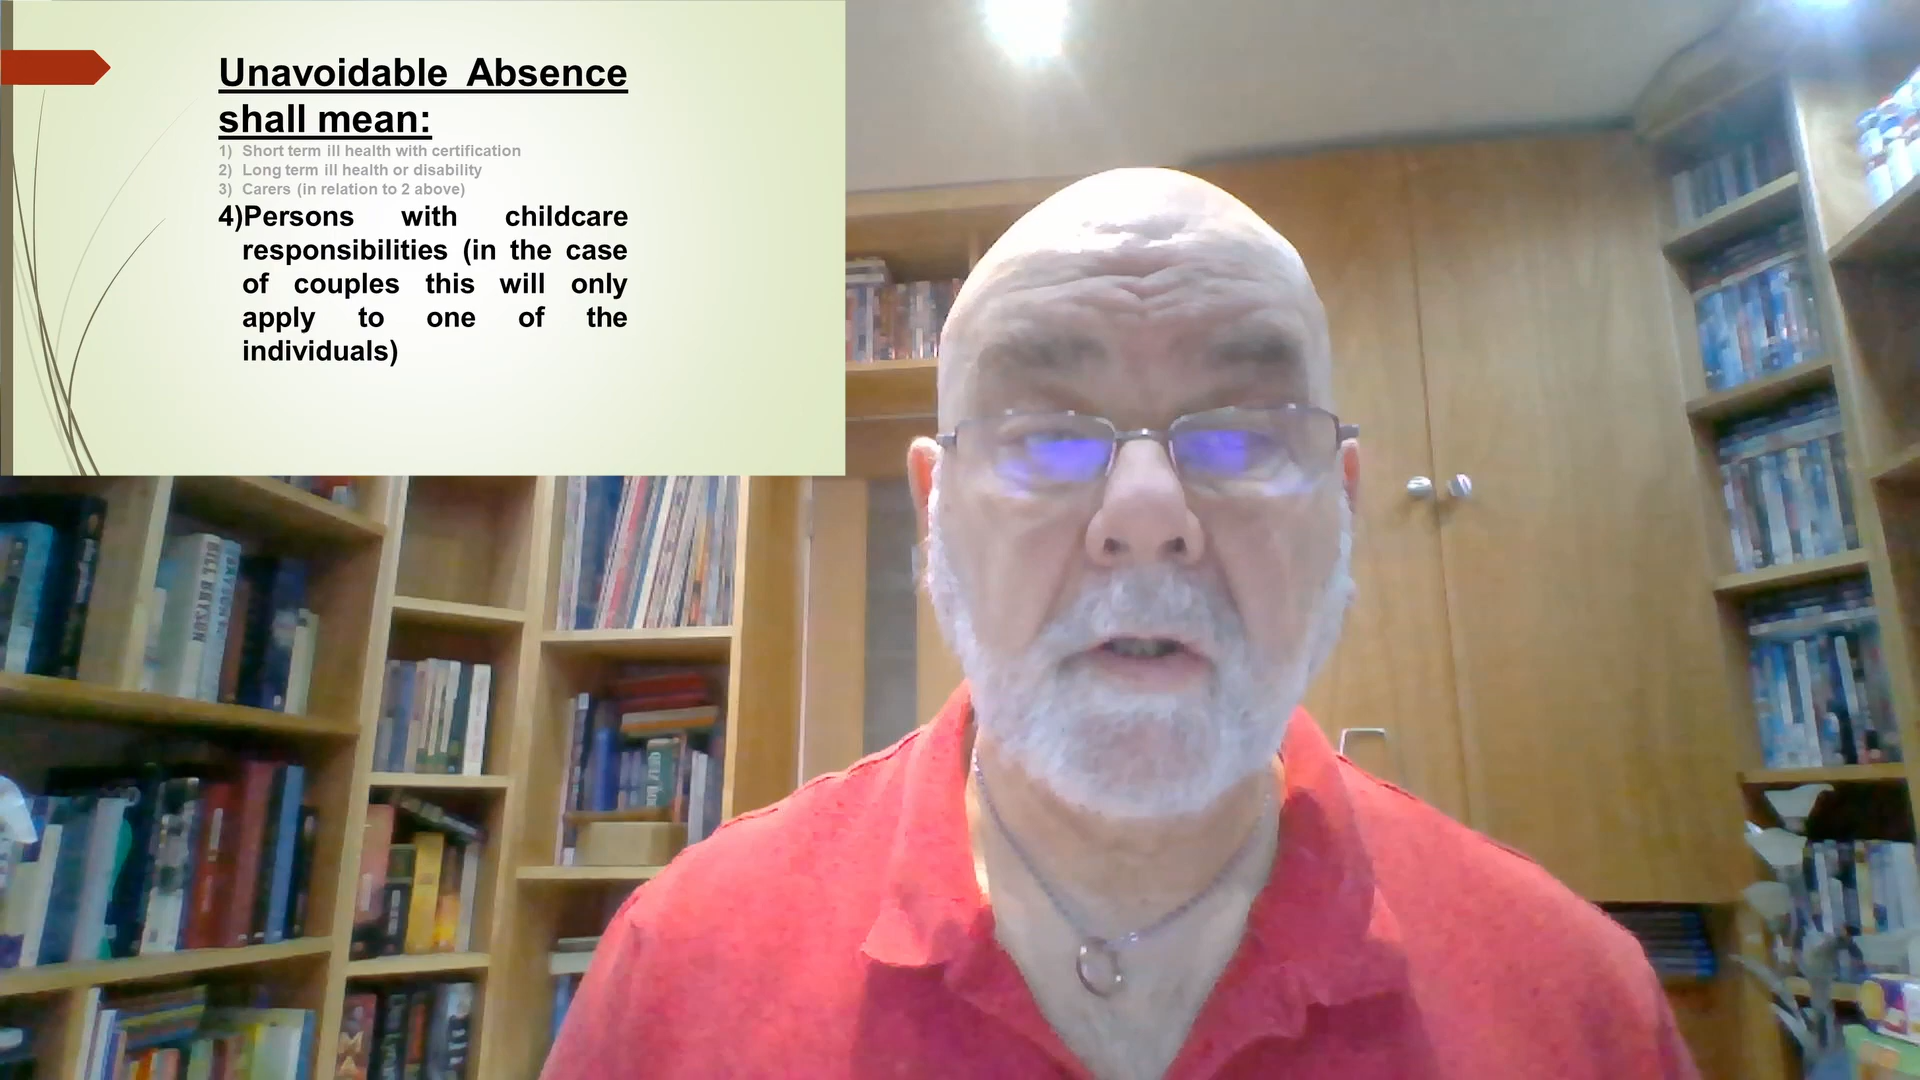 Unavoidable Absence
shall mean:
1) Short term ill health with certification
2) Long term ill health or disability
3) Carers (in relation to 2 above)
4)Persons with childcare
responsibilities (in the case
of couples this will only
apply to one of the
individuals)
BILL BRYSON